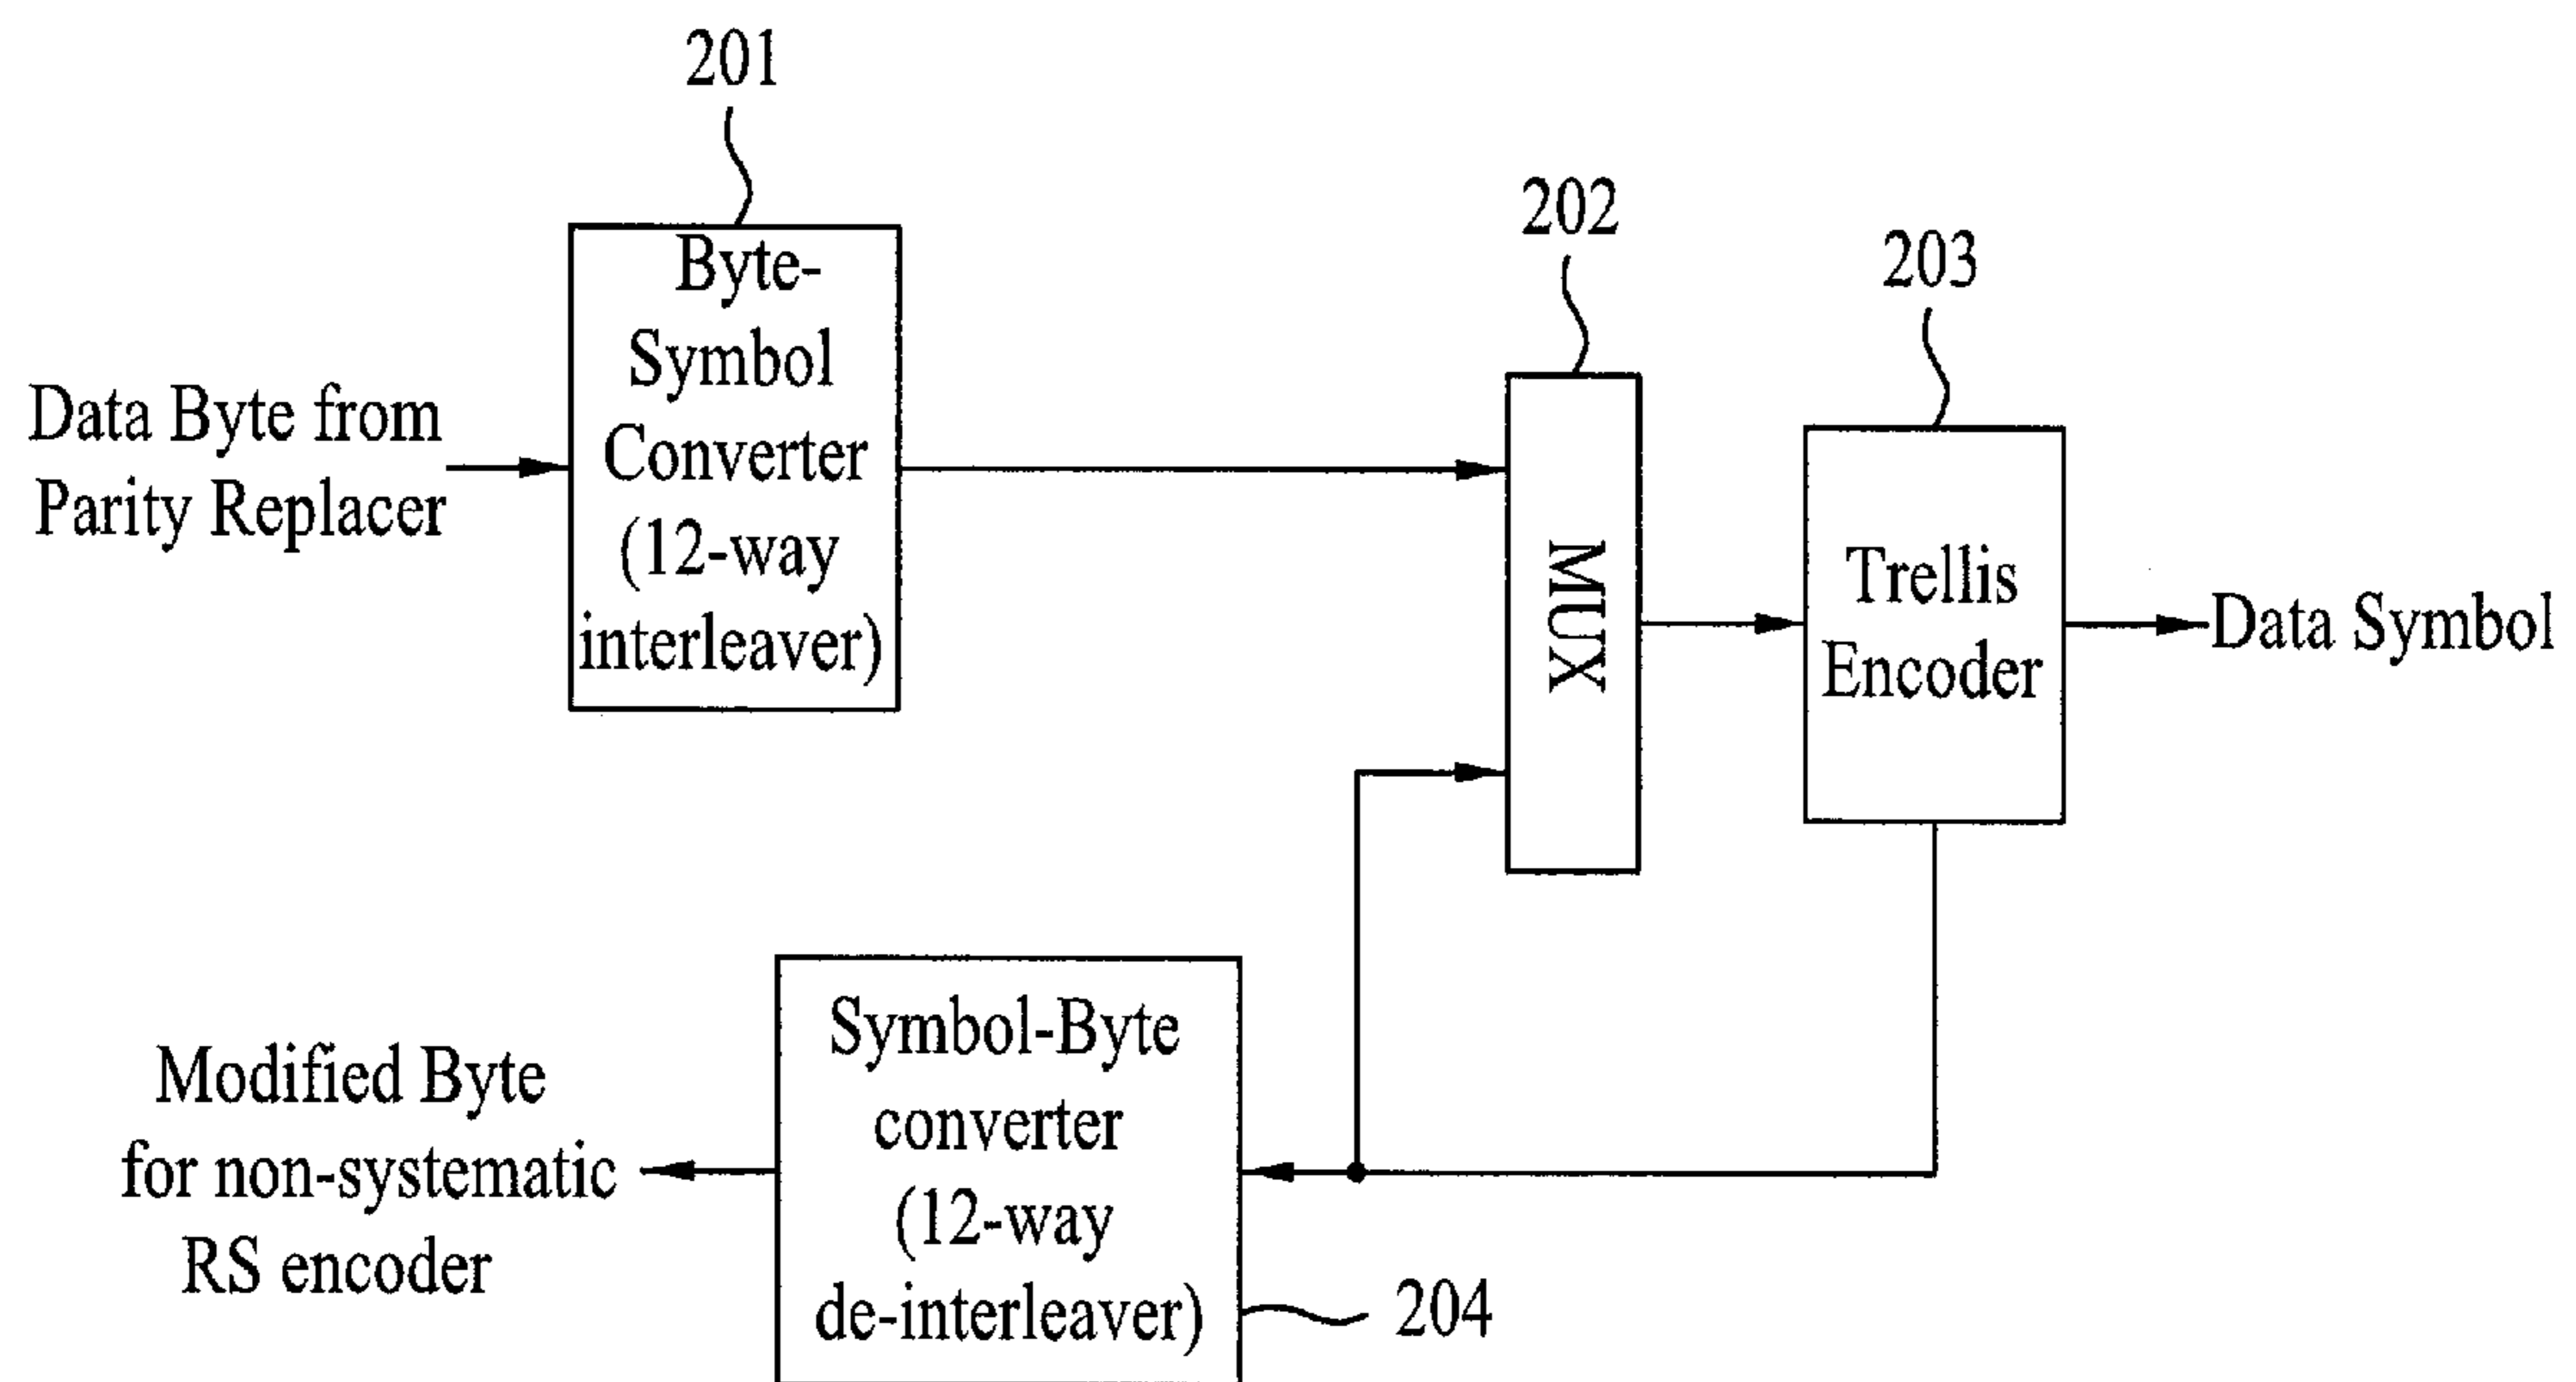 201
Byte-
Symbol
Converter
(12-way
interleaver)
Data Byte from
Parity Replacer
202
MUX
203
Trellis
Encoder
Data Symbol
Symbol-Byte
converter
(12-way
de-interleaver)
204
Modified Byte
for non-systematic
RS encoder